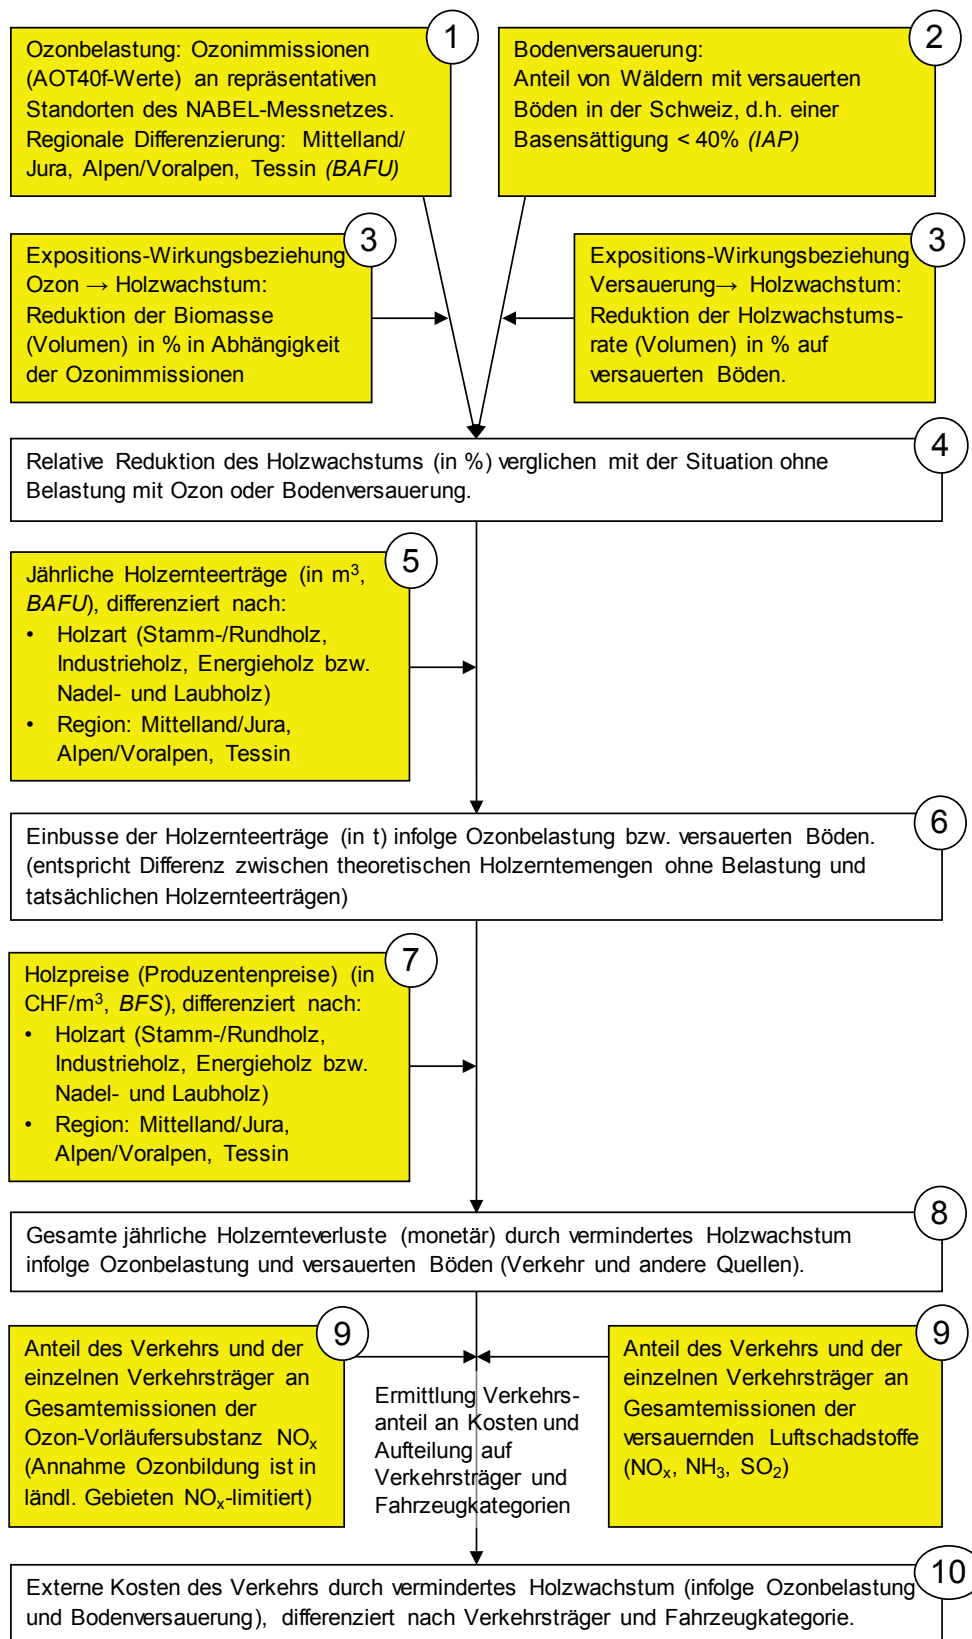 1
Ozonbelastung: Ozonimmissionen
(AOT40f-Werte) an repräsentativen
Standorten des NABEL-Messnetzes.
Regionale Differenzierung: Mittelland/
Jura, Alpen/Voralpen, Tessin (BAFU)
2
Bodenversauerung:
Anteil von Wäldern mit versauerten
Böden in der Schweiz, d.h. einer
Basensättigung < 40% (IAP)
3
Expositions-Wirkungsbeziehung
Ozon → Holzwachstum:
Reduktion der Biomasse
(Volumen) in % in Abhängigkeit
der Ozonimmissionen
3
Expositions-Wirkungsbeziehung
Versauerung→ Holzwachstum:
Reduktion der Holzwachstums-
rate (Volumen) in % auf
versauerten Böden.
4
Relative Reduktion des Holzwachstums (in %) verglichen mit der Situation ohne
Belastung mit Ozon oder Bodenversauerung.
5
Jährliche Holzernteerträge (in m³,
BAFU), differenziert nach:
• Holzart (Stamm-/Rundholz,
Industrieholz, Energieholz bzw.
Nadel- und Laubholz)
• Region: Mittelland/Jura,
Alpen/Voralpen, Tessin
6
Einbusse der Holzernteerträge (in t) infolge Ozonbelastung bzw. versauerten Böden.
(entspricht Differenz zwischen theoretischen Holzerntemengen ohne Belastung und
tatsächlichen Holzernteerträgen)
7
Holzpreise (Produzentenpreise) (in
CHF/m³, BFS), differenziert nach:
• Holzart (Stamm-/Rundholz,
Industrieholz, Energieholz bzw.
Nadel- und Laubholz)
• Region: Mittelland/Jura,
Alpen/Voralpen, Tessin
8
Gesamte jährliche Holzernteverluste (monetär) durch vermindertes Holzwachstum
infolge Ozonbelastung und versauerten Böden (Verkehr und andere Quellen).
9
Anteil des Verkehrs und der
einzelnen Verkehrsträger an
Gesamtemissionen der
Ozon-Vorläufersubstanz NOₓ
(Annahme Ozonbildung ist in
ländl. Gebieten NOₓ-limitiert)
Ermittlung Verkehrs-
anteil an Kosten und
Aufteilung auf
Verkehrsträger und
Fahrzeugkategorien
9
Anteil des Verkehrs und der
einzelnen Verkehrsträger an
Gesamtemissionen der
versauernden Luftschadstoffe
(NOₓ, NH₃, SO₂)
10
Externe Kosten des Verkehrs durch vermindertes Holzwachstum (infolge Ozonbelastung
und Bodenversauerung), differenziert nach Verkehrsträger und Fahrzeugkategorie.